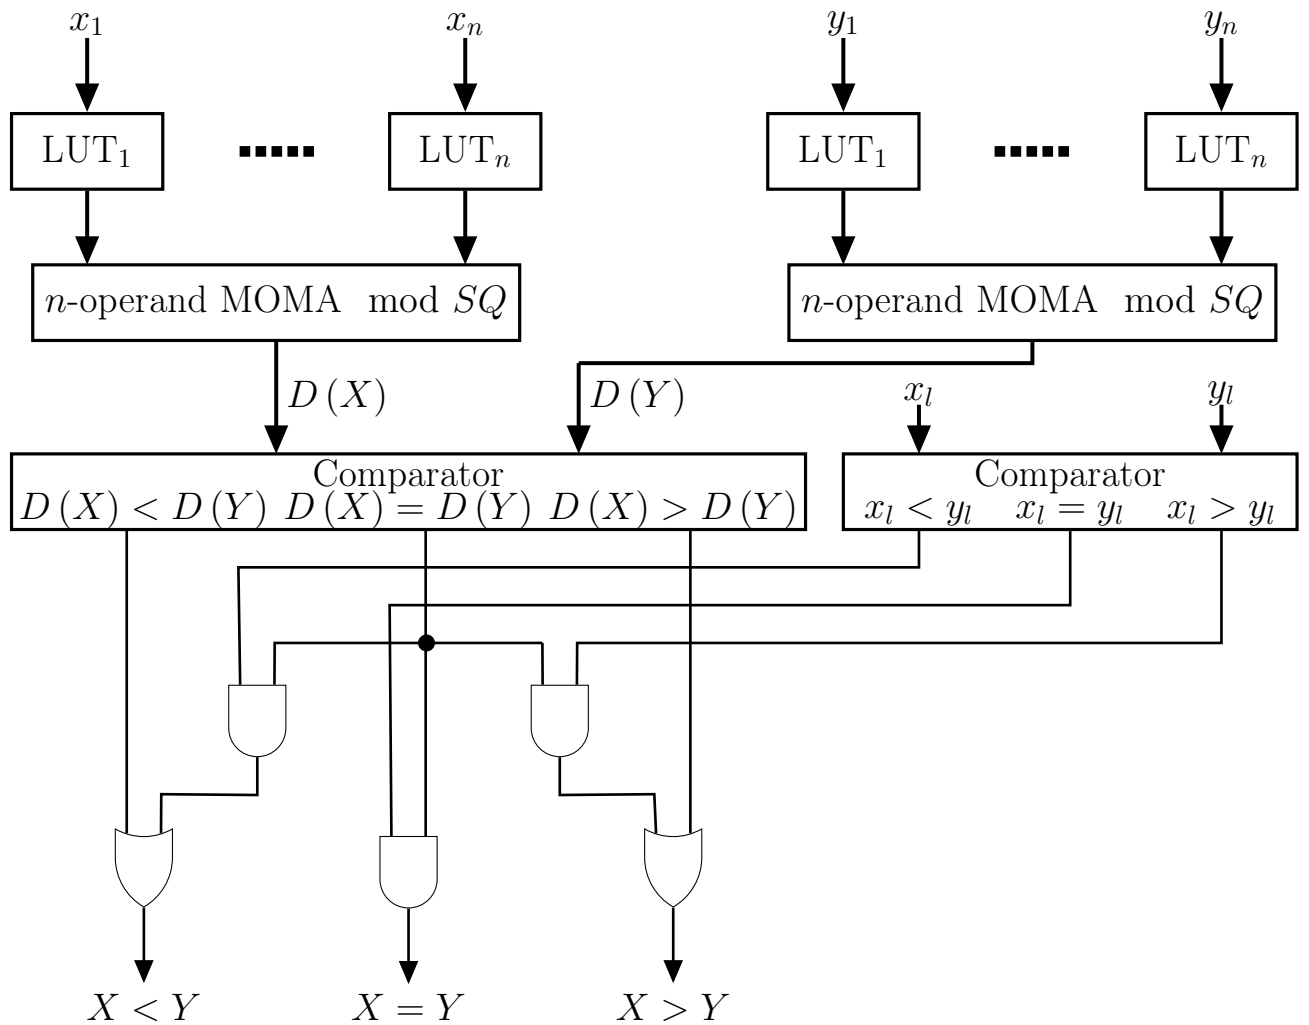 x₁ xₙ y₁ yₙ
LUT₁ LUTₙ LUT₁ LUTₙ
n-operand MOMA mod SQ n-operand MOMA mod SQ
D (X) D (Y) xₗ yₗ
Comparator Comparator
D (X) < D (Y) D (X) = D (Y) D (X) > D (Y) xₗ < yₗ xₗ = yₗ xₗ > yₗ
X < Y X = Y X > Y